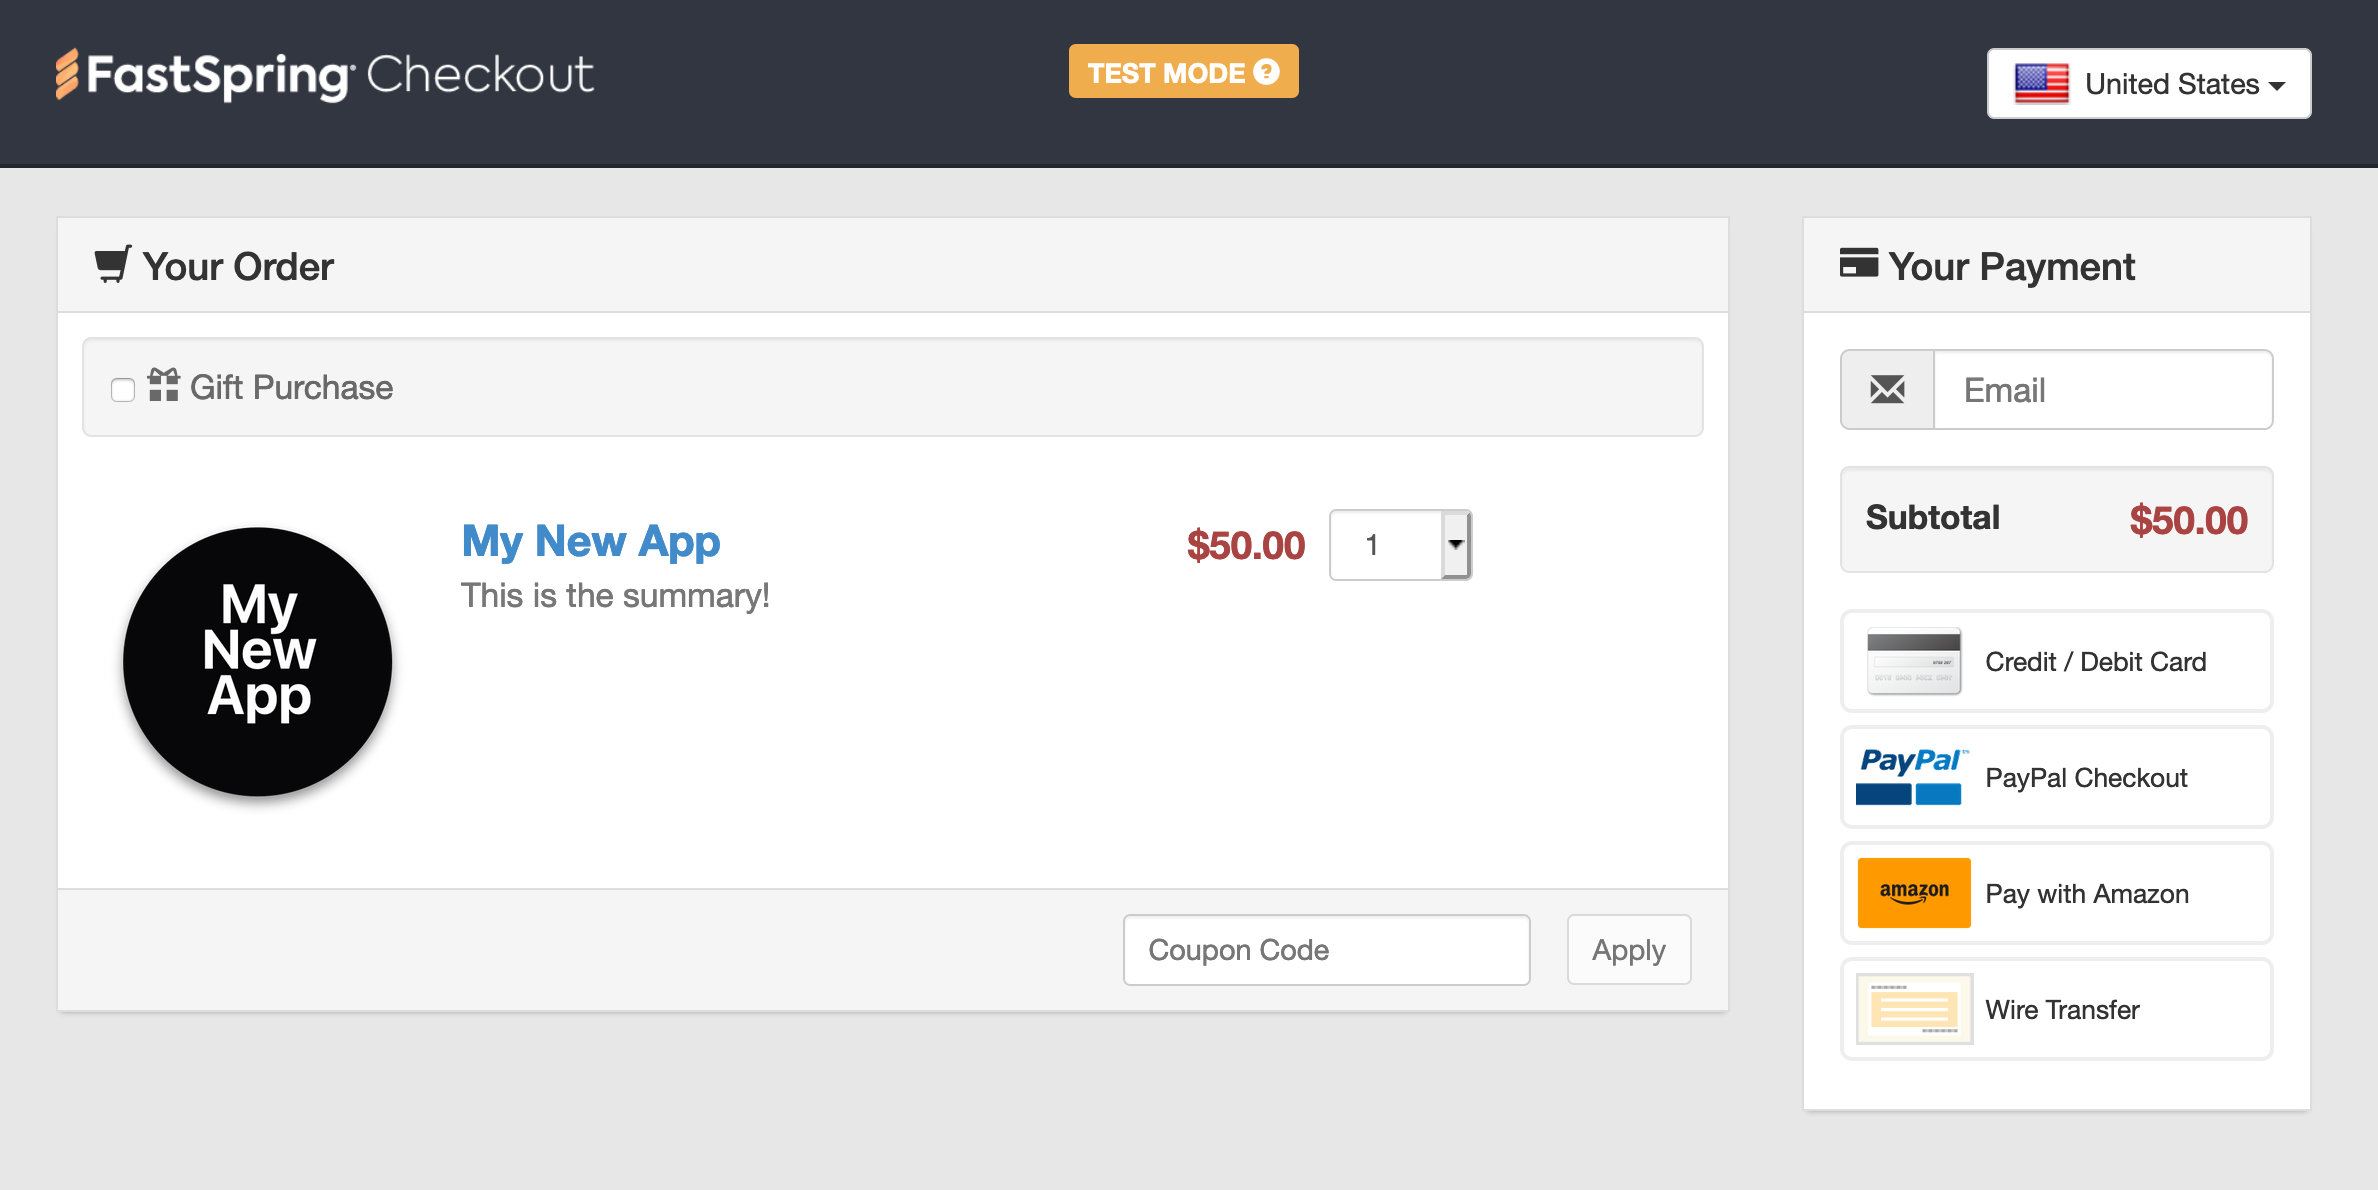 FastSpring Checkout
TEST MODE ?
United States
Your Order
Gift Purchase
My
New
App
My New App
This is the summary!
$50.00
1
Coupon Code
Apply
Your Payment
Email
Subtotal $50.00
Credit / Debit Card
PayPal™
PayPal Checkout
amazon
Pay with Amazon
Wire Transfer